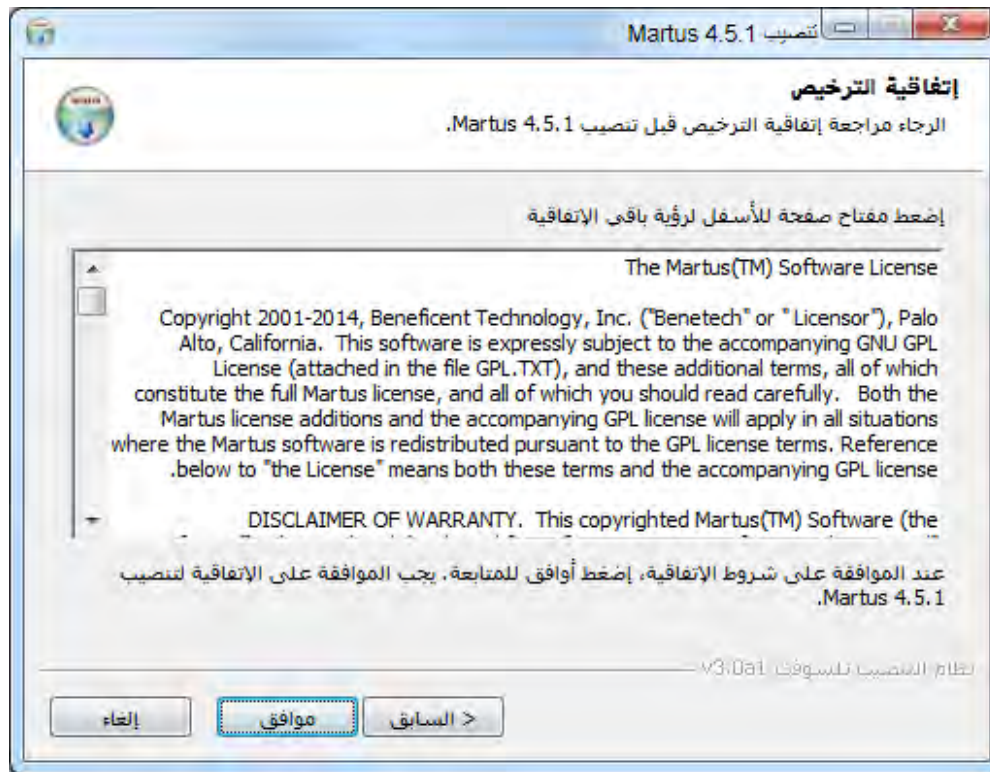 تنصيب Martus 4.5.1
إتفاقية الترخيص
الرجاء مراجعة إتفاقية الترخيص قبل تنصيب Martus 4.5.1.
إضغط مفتاح صفحة للأسفل لرؤية باقي الإتفاقية
The Martus(TM) Software License
Copyright 2001-2014, Beneficent Technology, Inc. ("Benetech" or " Licensor"), Palo
Alto, California.  This software is expressly subject to the accompanying GNU GPL
License (attached in the file GPL.TXT), and these additional terms, all of which
constitute the full Martus license, and all of which you should read carefully.   Both the
Martus license additions and the accompanying GPL license will apply in all situations
where the Martus software is redistributed pursuant to the GPL license terms. Reference
.below to "the License" means both these terms and the accompanying GPL license
DISCLAIMER OF WARRANTY.  This copyrighted Martus(TM) Software (the
عند الموافقة على شروط الإتفاقية، إضغط أوافق للمتابعة. يجب الموافقة على الإتفاقية لتنصيب
Martus 4.5.1.
نظام التنصيب نلسوفت v3.0a1
< السابق
موافق
إلغاء